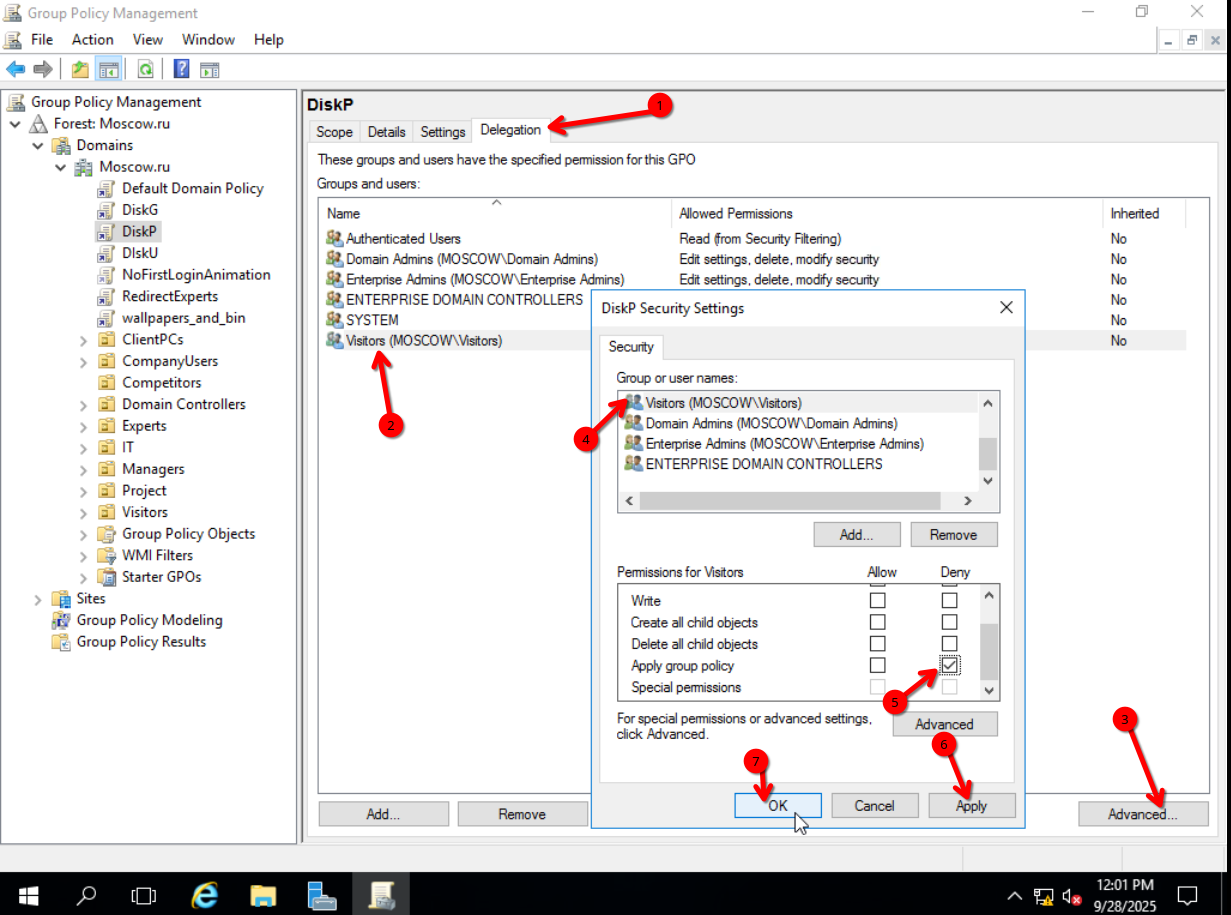 Group Policy Management
File Action View Window Help
Group Policy Management
Forest: Moscow.ru
Domains
Moscow.ru
Default Domain Policy
DiskG
DiskP
DIskU
NoFirstLoginAnimation
RedirectExperts
wallpapers_and_bin
ClientPCs
CompanyUsers
Competitors
Domain Controllers
Experts
IT
Managers
Project
Visitors
Group Policy Objects
WMI Filters
Starter GPOs
Sites
Group Policy Modeling
Group Policy Results
DiskP
1
Scope Details Settings Delegation
These groups and users have the specified permission for this GPO
Groups and users:
Name Allowed Permissions Inherited
Authenticated Users Read (from Security Filtering) No
Domain Admins (MOSCOW\Domain Admins) Edit settings, delete, modify security No
Enterprise Admins (MOSCOW\Enterprise Admins) Edit settings, delete, modify security No
ENTERPRISE DOMAIN CONTROLLERS No
SYSTEM No
Visitors (MOSCOW\Visitors) No
2
DiskP Security Settings
Security
Group or user names:
Visitors (MOSCOW\Visitors)
4
Domain Admins (MOSCOW\Domain Admins)
Enterprise Admins (MOSCOW\Enterprise Admins)
ENTERPRISE DOMAIN CONTROLLERS
Add... Remove
Permissions for Visitors Allow Deny
Write
Create all child objects
Delete all child objects
Apply group policy
Special permissions
5
For special permissions or advanced settings,
click Advanced.
Advanced
3
6
7
OK Cancel Apply
Add... Remove Advanced...
12:01 PM
9/28/2025